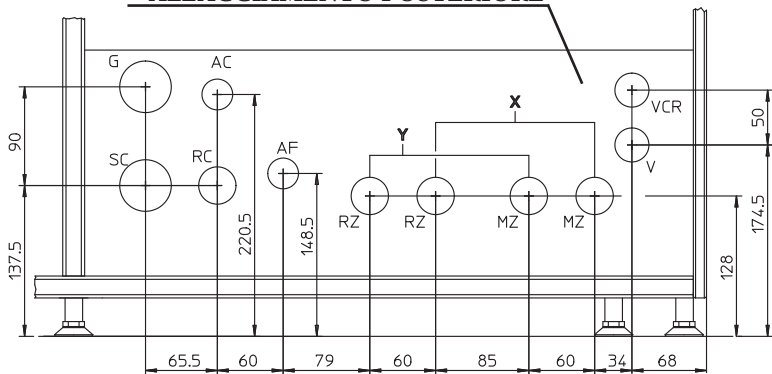 ALLACCIAMENTO POSTERIORE
G
AC
X
VCR
50
90
Y
SC
RC
AF
V
RZ
RZ
MZ
MZ
137.5
220.5
148.5
128
174.5
65.5
60
79
60
85
60
34
68